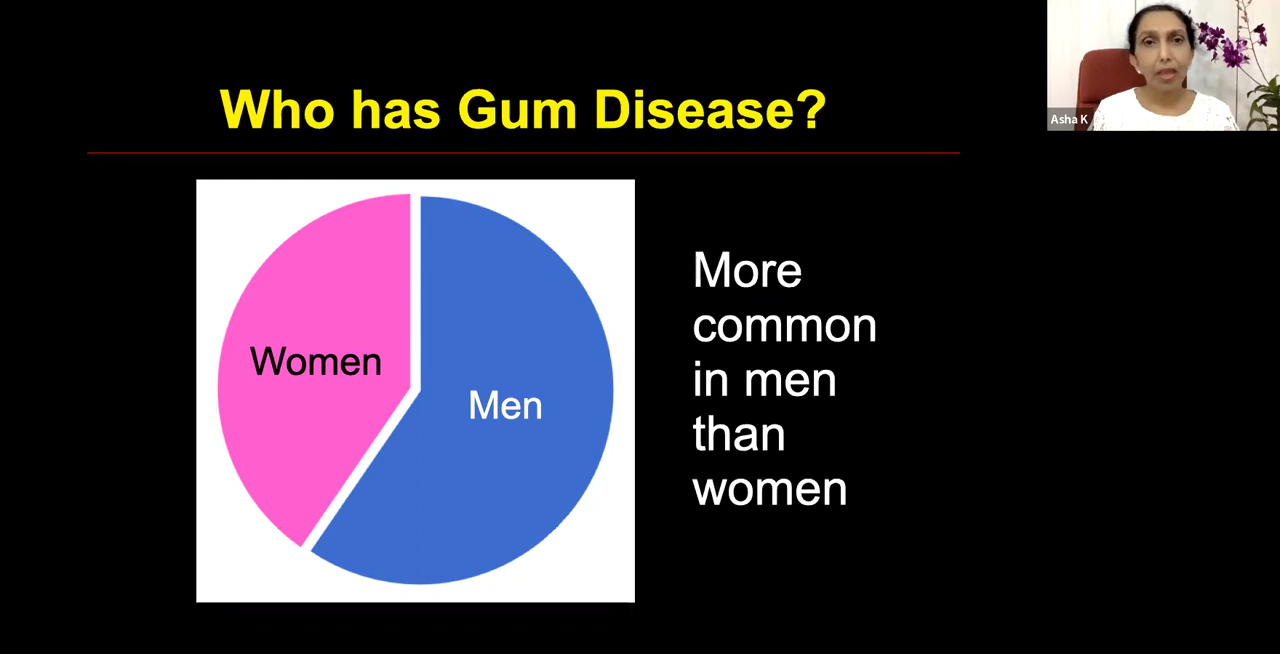 Who has Gum Disease?
Asha K
Women
Men
More
common
in men
than
women